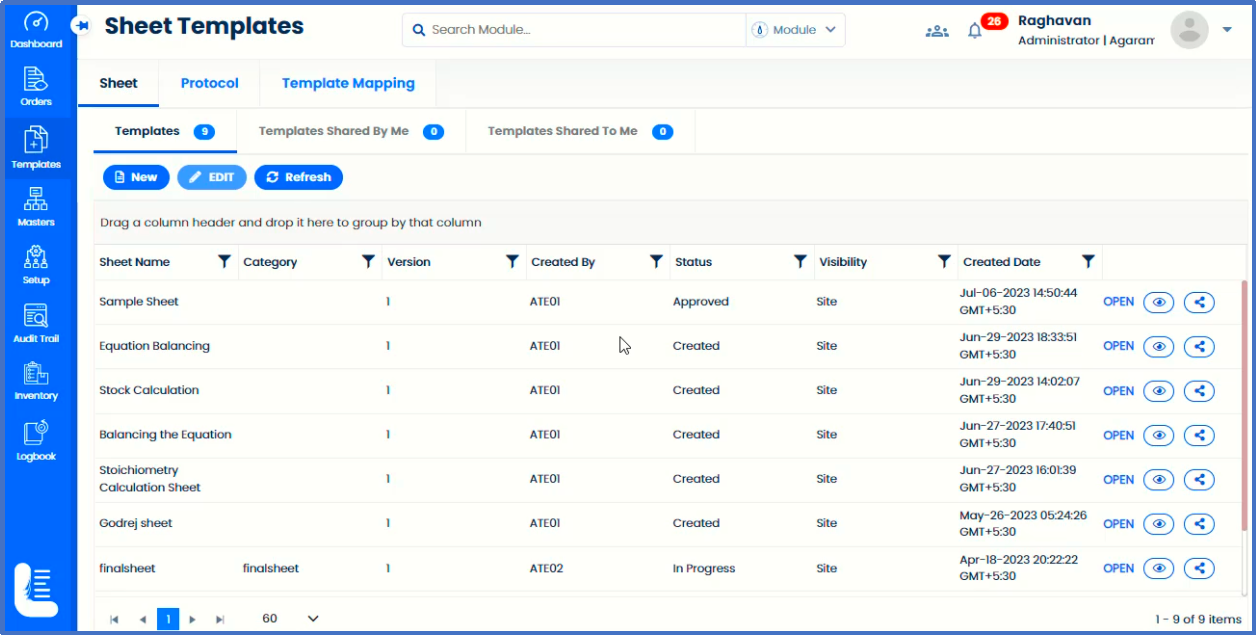 Sheet Templates
Search Module...
Module
26
Raghavan
Administrator | Agaram
Dashboard
Orders
Templates
Masters
Setup
Audit Trail
Inventory
Logbook
Sheet Protocol Template Mapping
Templates 9 Templates Shared By Me 0 Templates Shared To Me 0
New EDIT Refresh
Drag a column header and drop it here to group by that column
Sheet Name Category Version Created By Status Visibility Created Date
Sample Sheet 1 ATE01 Approved Site Jul-06-2023 14:50:44 OPEN
GMT+5:30
Equation Balancing 1 ATE01 Created Site Jun-29-2023 18:33:51 OPEN
GMT+5:30
Stock Calculation 1 ATE01 Created Site Jun-29-2023 14:02:07 OPEN
GMT+5:30
Balancing the Equation 1 ATE01 Created Site Jun-27-2023 17:40:51 OPEN
GMT+5:30
Stoichiometry 1 ATE01 Created Site Jun-27-2023 16:01:39 OPEN
Calculation Sheet GMT+5:30
Godrej sheet 1 ATE01 Created Site May-26-2023 05:24:26 OPEN
GMT+5:30
finalsheet finalsheet 1 ATE02 In Progress Site Apr-18-2023 20:22:22 OPEN
GMT+5:30
1 60 1 - 9 of 9 items